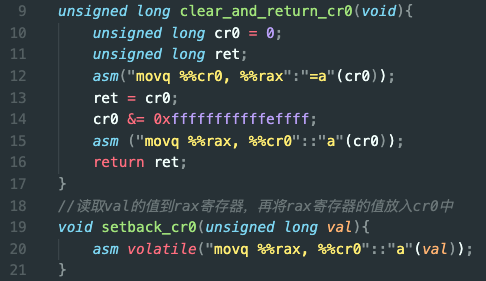 9 unsigned long clear_and_return_cr0(void){
10 unsigned long cr0 = 0;
11 unsigned long ret;
12 asm("movq %%cr0, %%rax":"=a"(cr0));
13 ret = cr0;
14 cr0 &= 0xfffffffffffeffff;
15 asm ("movq %%rax, %%cr0"::"a"(cr0));
16 return ret;
17 }
18 //读取val的值到rax寄存器，再将rax寄存器的值放入cr0中
19 void setback_cr0(unsigned long val){
20 asm volatile("movq %%rax, %%cr0"::"a"(val));
21 }